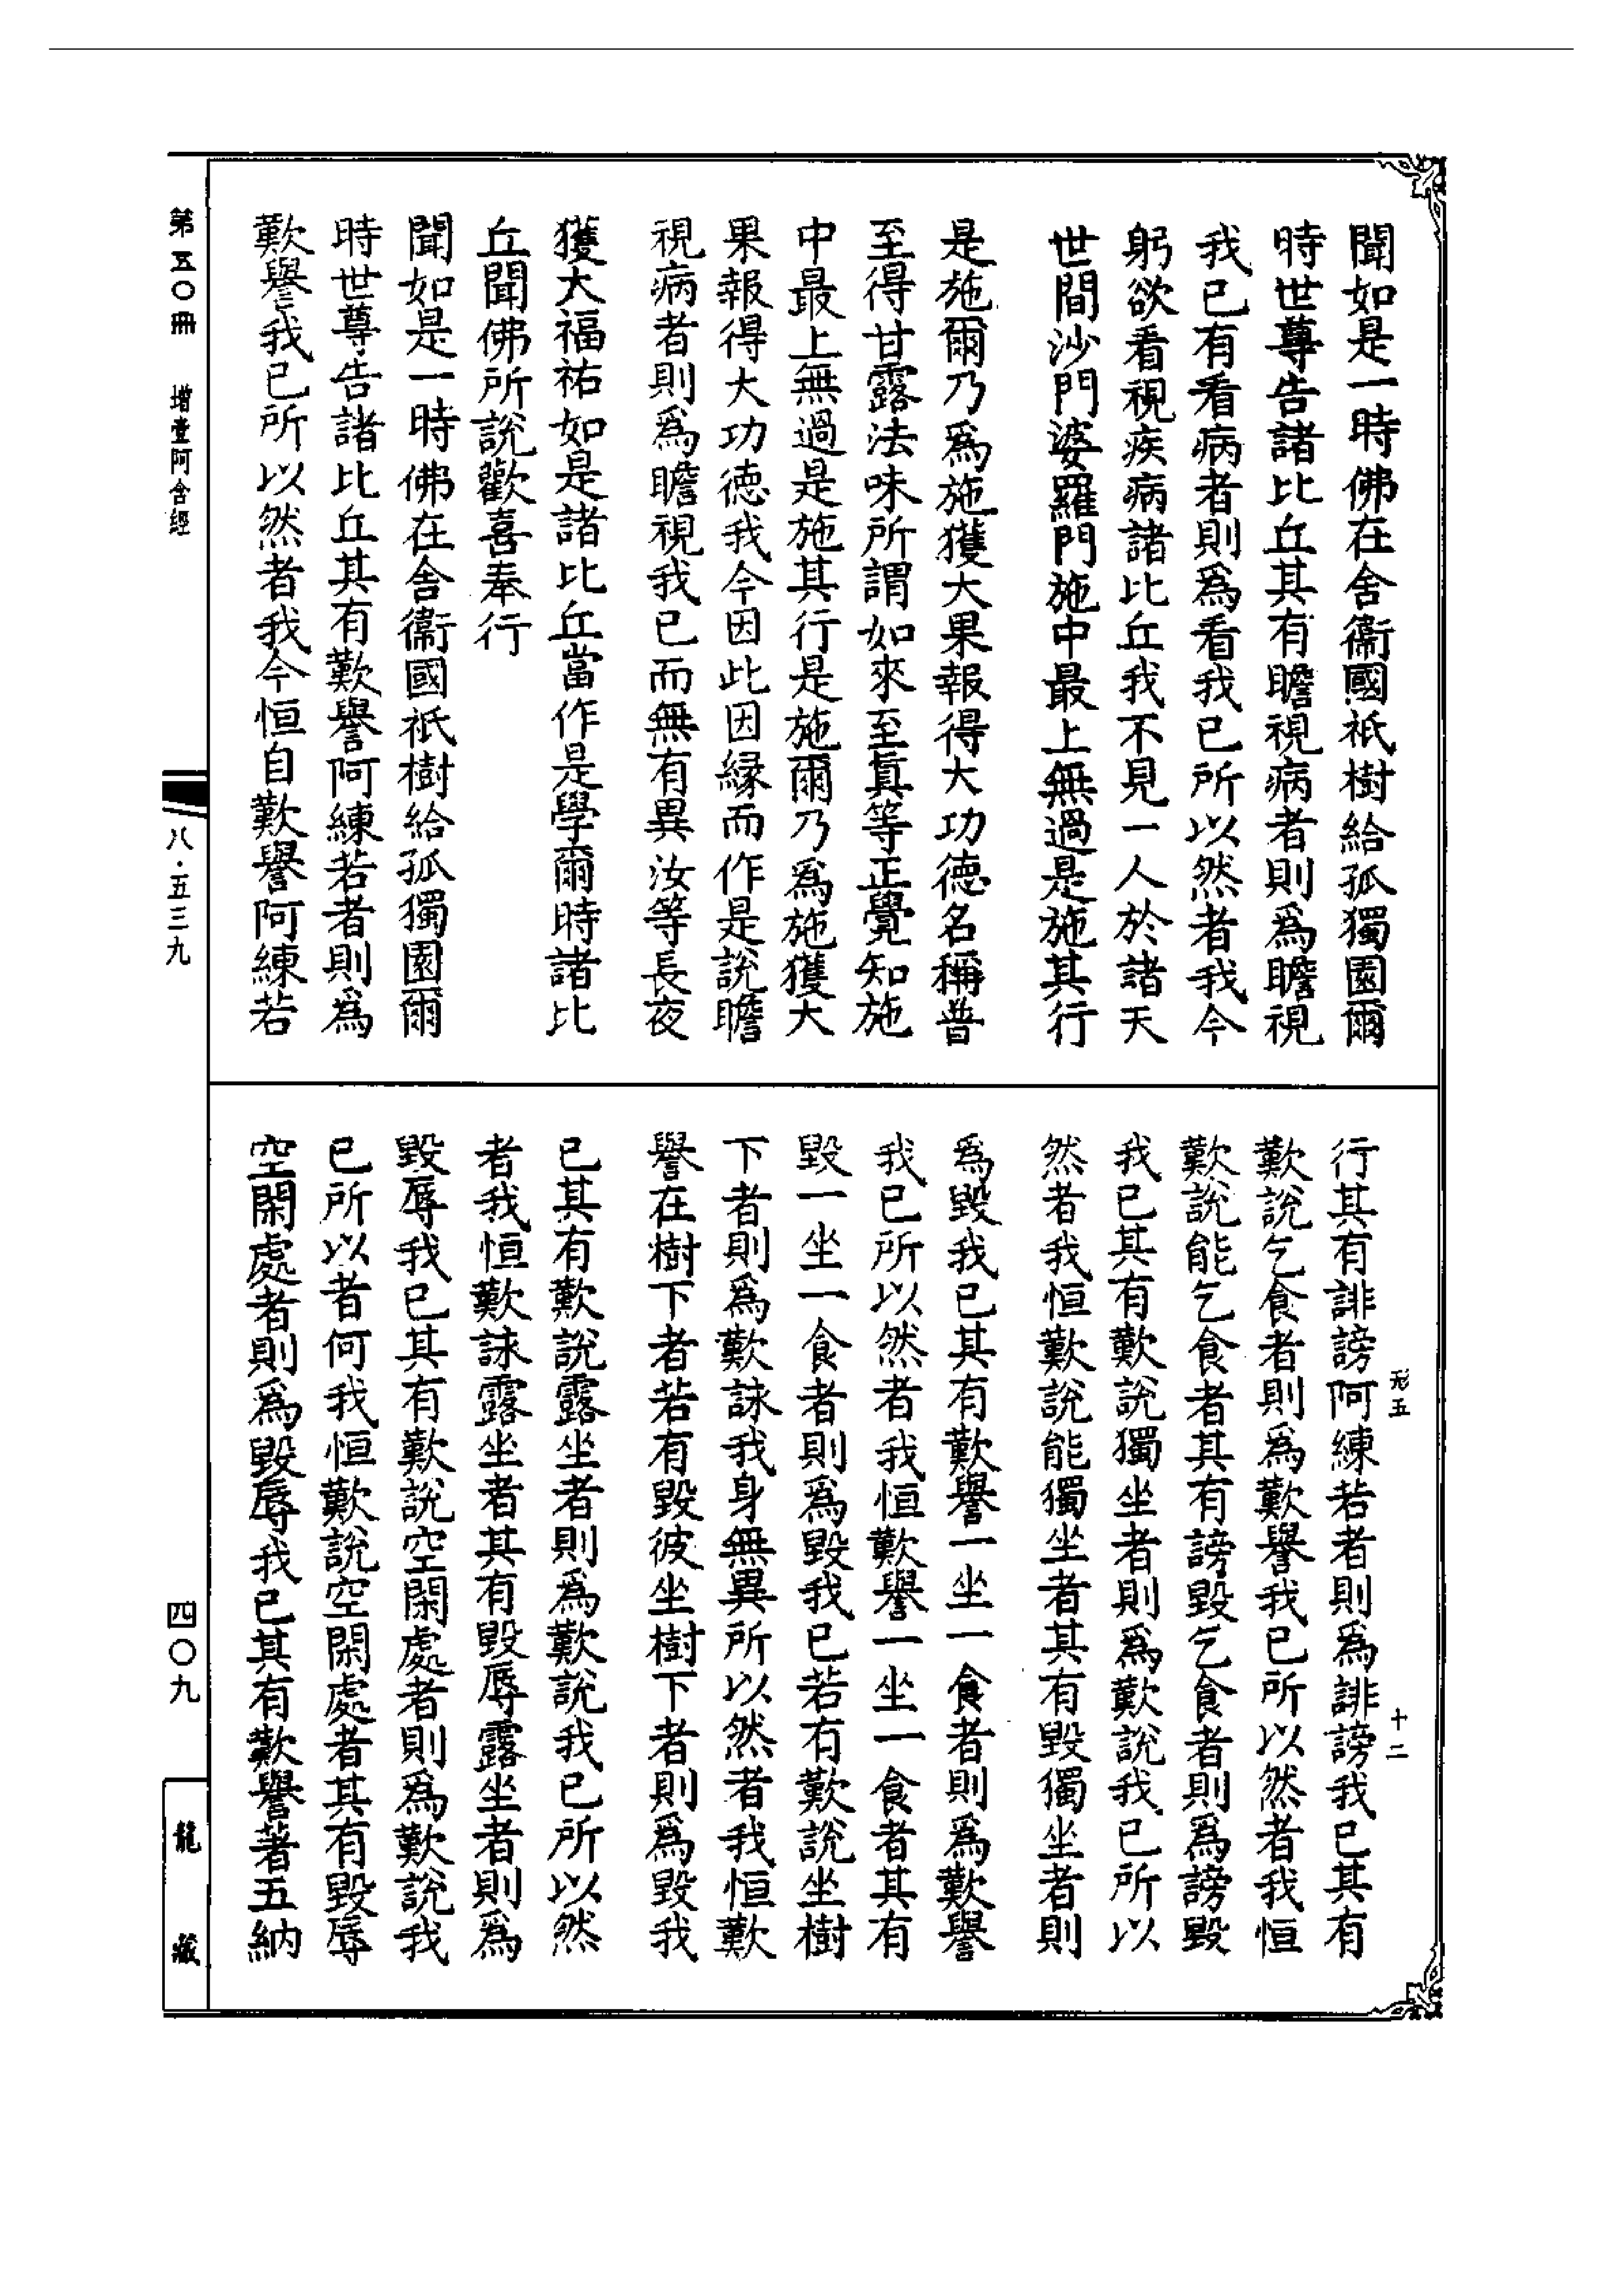 聞如是一時佛在舍衞國祇樹給孤獨園爾
時世尊告諸比丘其有瞻視病者則爲瞻視
我已有看病者則爲看我已所以然者我今
躬欲看視疾病諸比丘我不見一人於諸天
世間沙門婆羅門施中最上無過是施其行
是施爾乃爲施獲大果報得大功德名稱普
至得甘露法味所謂如來至眞等正覺知施
中最上無過是施其行是施爾乃爲施獲大
果報得大功德我今因此因緣而作是說瞻
視病者則爲瞻視我已而無有異汝等長夜
獲大福祐如是諸比丘當作是學爾時諸比
丘聞佛所說歡喜奉行
聞如是一時佛在舍衞國祇樹給孤獨園爾
時世尊告諸比丘其有歎譽阿練若者則爲
歎譽我已所以然者我今恒自歎譽阿練若
行其有誹謗阿練若者則爲誹謗我已其有
歎說乞食者則爲歎譽我已所以然者我恒
歎說能乞食者其有謗毀乞食者則爲謗毀
我已其有歎說獨坐者則爲歎說我已所以
然者我恒歎說能獨坐者其有毀獨坐者則
爲毀我已其有歎譽一坐一食者則爲歎譽
我已所以然者我恒歎譽一坐一食者其有
毀一坐一食者則爲毀我已若有歎說坐樹
下者則爲歎誄我身無異所以然者我恒歎
譽在樹下者若有毀彼坐樹下者則爲毀我
已其有歎說露坐者則爲歎說我已所以然
者我恒歎誄露坐者其有毀辱露坐者則爲
毀辱我已其有歎說空閑處者則爲歎說我
已所以者何我恒歎說空閑處者其有毀辱
空閑處者則爲毀辱我已其有歎譽著五納
形五
十二
第五〇冊
增壹阿含經
八·五三九
四〇九
龍藏